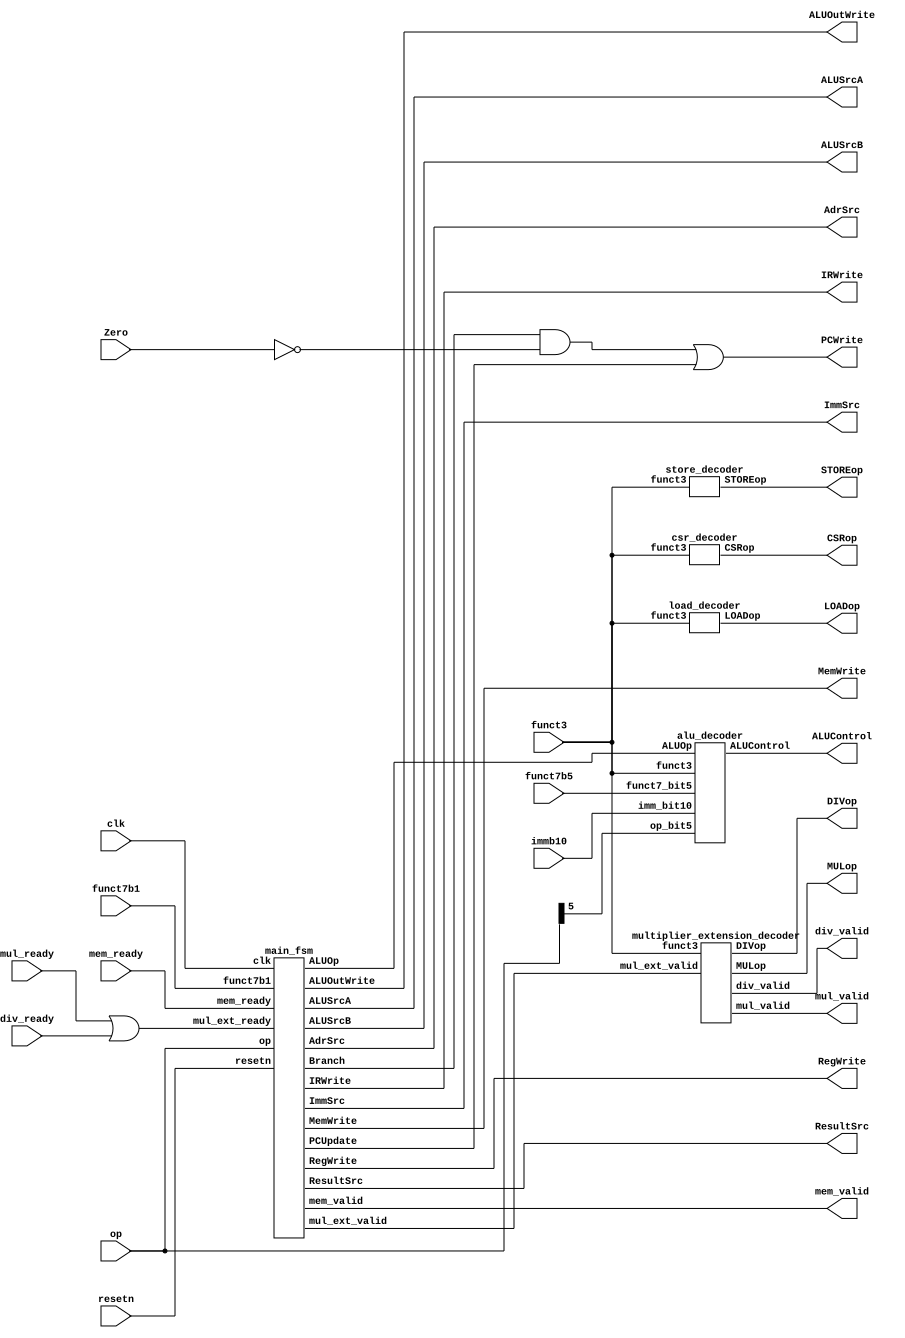 ALUOutWrite
ALUSrcA
ALUSrcB
AdrSrc
IRWrite
Zero
PCWrite
ImmSrc
store_decoder
funct3 STOREop
STOREop
csr_decoder
funct3 CSRop
CSRop
load_decoder
funct3 LOADop
LOADop
MemWrite
funct3
alu_decoder
ALUOp ALUControl
ALUControl
funct3
funct7b5
funct7_bit5
immb10
imm_bit10
op_bit5
DIVop
clk
MULop
5
funct7b1
multiplier_extension_decoder
funct3 DIVop
mul_ext_valid MULop
div_valid
mul_valid
div_valid
mul_valid
mul_ready
mem_ready
div_ready
main_fsm
clk ALUOp
funct7b1 ALUOutWrite
mem_ready ALUSrcA
mul_ext_ready ALUSrcB
op AdrSrc
resetn Branch
IRWrite
ImmSrc
MemWrite
PCUpdate
RegWrite
ResultSrc
mem_valid
mul_ext_valid
RegWrite
ResultSrc
mem_valid
op
resetn